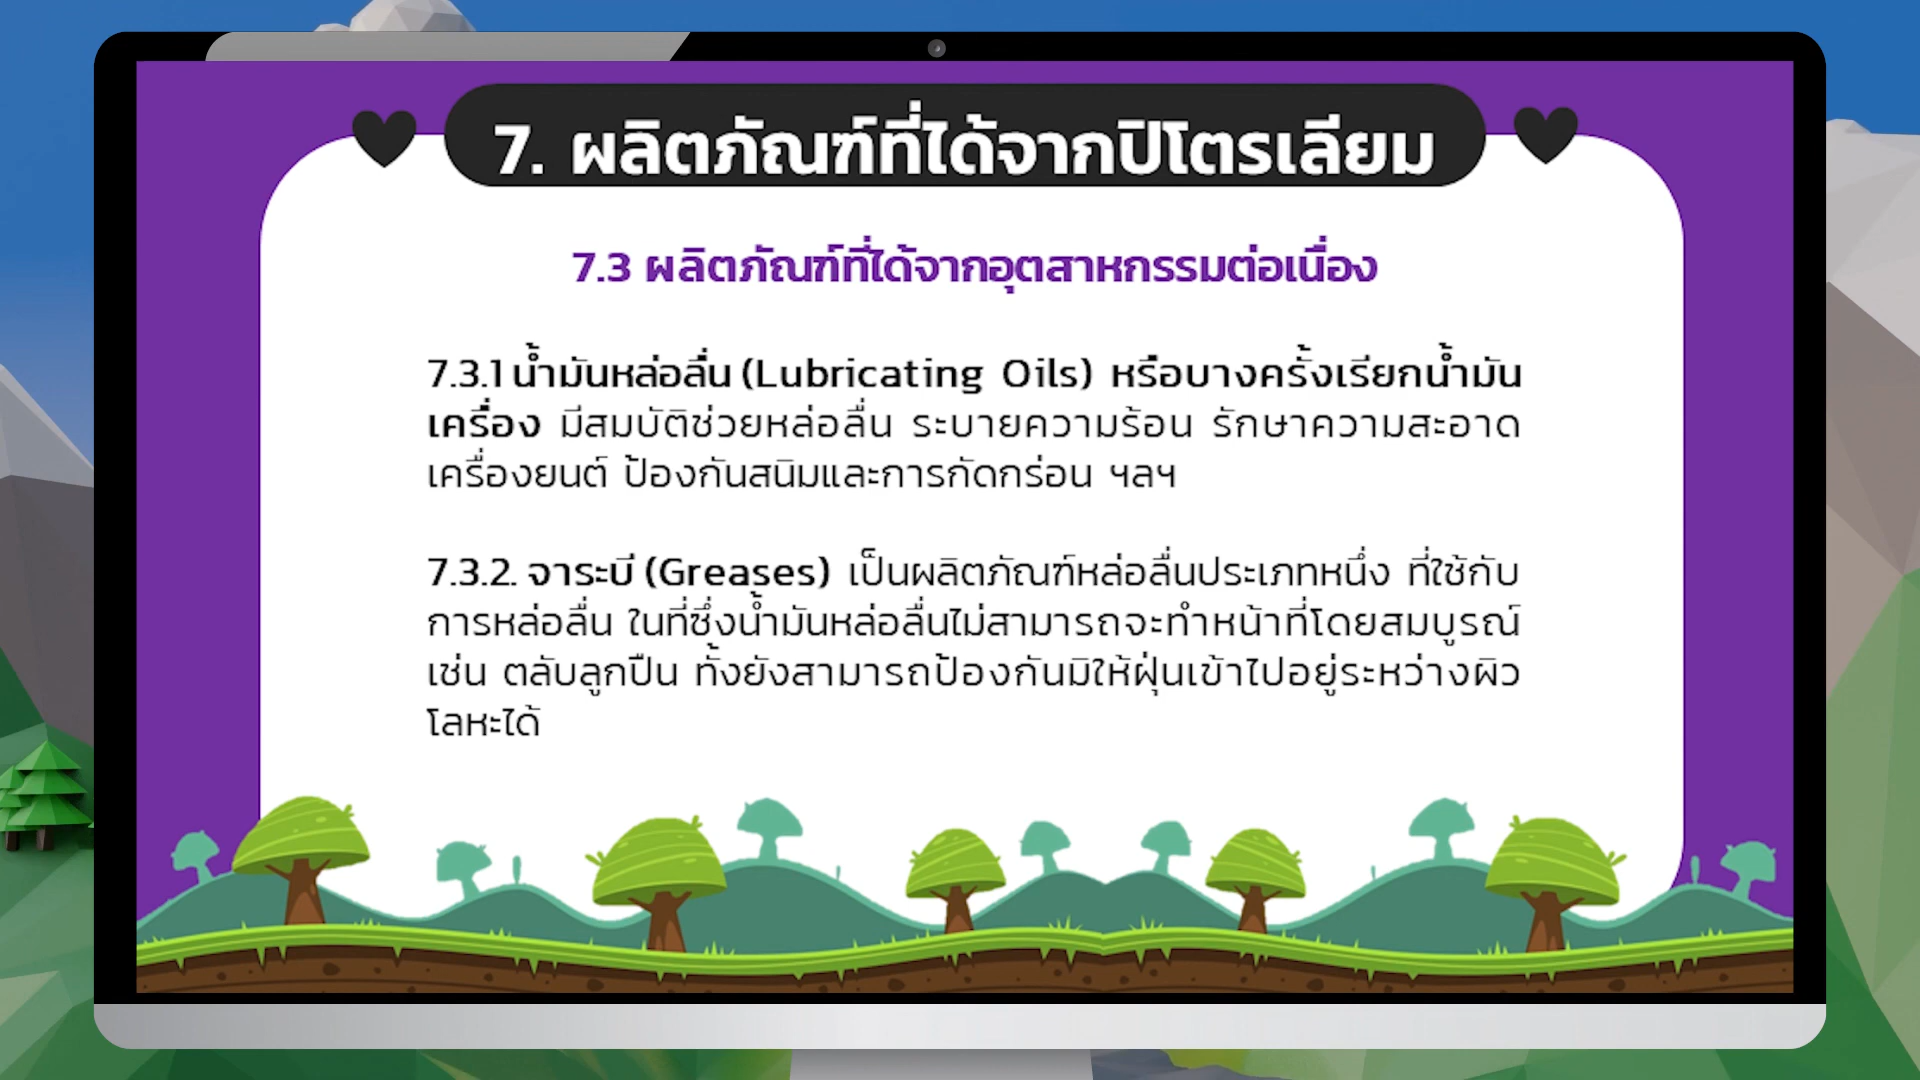 7. ผลิตภัณฑ์ที่ได้จากปิโตรเลียม
7.3 ผลิตภัณฑ์ที่ได้จากอุตสาหกรรมต่อเนื่อง
7.3.1 น้ำมันหล่อลื่น (Lubricating Oils) หรือบางครั้งเรียกน้ำมัน
เครื่อง มีสมบัติช่วยหล่อลื่น ระบายความร้อน รักษาความสะอาด
เครื่องยนต์ ป้องกันสนิมและการกัดกร่อน ฯลฯ
7.3.2. จาระบี (Greases) เป็นผลิตภัณฑ์หล่อลื่นประเภทหนึ่ง ที่ใช้กับ
การหล่อลื่น ในที่ซึ่งน้ำมันหล่อลื่นไม่สามารถจะทำหน้าที่โดยสมบูรณ์
เช่น ตลับลูกปืน ทั้งยังสามารถป้องกันมิให้ฝุ่นเข้าไปอยู่ระหว่างผิว
โลหะได้